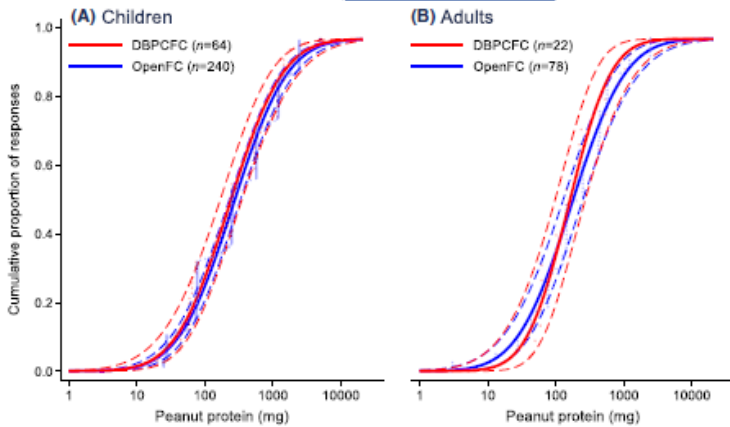 (A) Children
DBPCFC (n=64)
OpenFC (n=240)
Cumulative proportion of responses
1.0
0.8
0.6
0.4
0.2
0.0
1 10 100 1000 10000
Peanut protein (mg)
(B) Adults
DBPCFC (n=22)
OpenFC (n=78)
1 10 100 1000 10000
Peanut protein (mg)